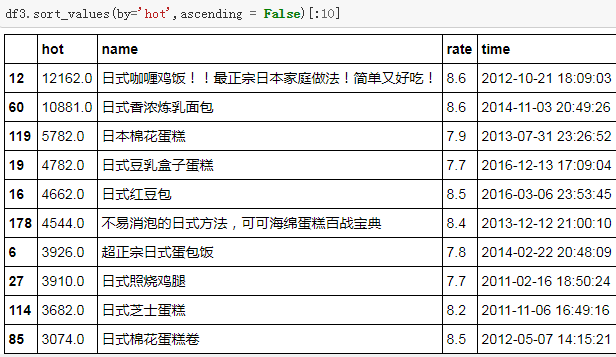 df3.sort_values(by='hot',ascending = False)[:10]
hot name rate time
12 12162.0 日式咖喱鸡饭！！最正宗日本家庭做法！简单又好吃！ 8.6 2012-10-21 18:09:03
60 10881.0 日式香浓炼乳面包 8.6 2014-11-03 20:49:26
119 5782.0 日本棉花蛋糕 7.9 2013-07-31 23:26:52
19 4782.0 日式豆乳盒子蛋糕 7.7 2016-12-13 17:09:04
16 4662.0 日式红豆包 8.5 2016-03-06 23:53:45
178 4544.0 不易消泡的日式方法，可可海绵蛋糕百战宝典 8.4 2013-12-12 21:00:10
6 3926.0 超正宗日式蛋包饭 7.8 2014-02-22 20:48:09
27 3910.0 日式照烧鸡腿 7.7 2011-02-16 18:50:24
114 3682.0 日式芝士蛋糕 8.2 2011-11-06 16:49:16
85 3074.0 日式棉花蛋糕卷 8.5 2012-05-07 14:15:21